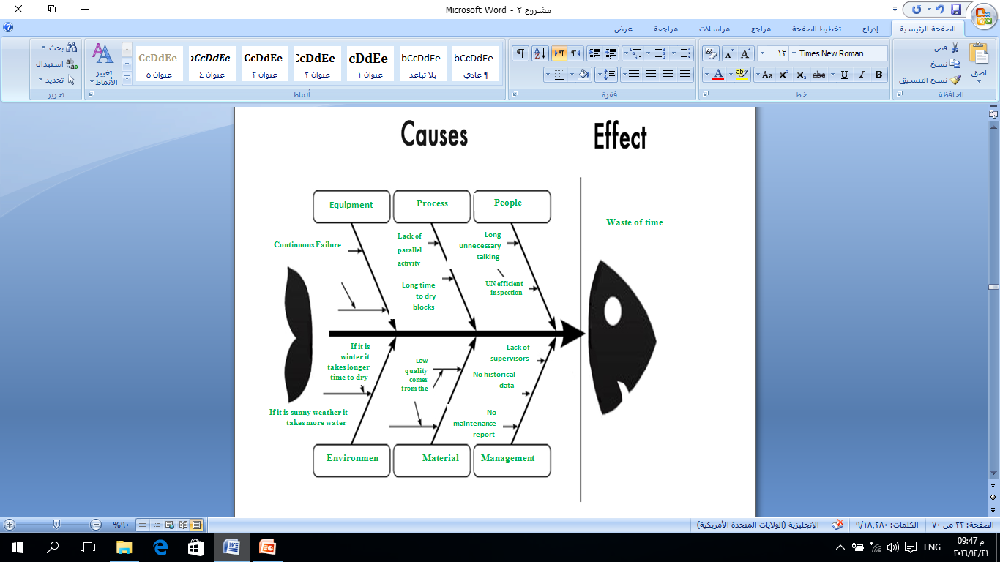 مشروع ٢ - Microsoft Word
الصفحة الرئيسية
إدراج
تخطيط الصفحة
مراجع
مراسلات
مراجعة
عرض
لصق
قص
نسخ
نسخ التنسيق
الحافظة
Times New Roman
١٢
خط
فقرة
AaBbCcDdEe
¶ عادي
بلا تباعد
عنوان ١
عنوان ٢
عنوان ٣
عنوان ٤
عنوان ٥
تغيير
الأنماط
أنماط
بحث
استبدال
تحديد
تحرير
Causes
Effect
Equipment
Process
People
Waste of time
Continuous Failure
Lack of
parallel
activity
Long time
to dry
blocks
Long
unnecessary
talking
UN efficient
inspection
If it is
winter it
takes longer
time to dry
If it is sunny weather it
takes more water
Low
quality
comes
from the
Lack of
supervisors
No historical
data
No
maintenance
report
Environmen
Material
Management
الصفحة: ٣٣ من ٧٠
الكلمات: ٩/١٨,٢٨٠
الإنجليزية (الولايات المتحدة الأمريكية)
٩٠%
ENG
09:47 م
٢٠١٦/١٢/٢١